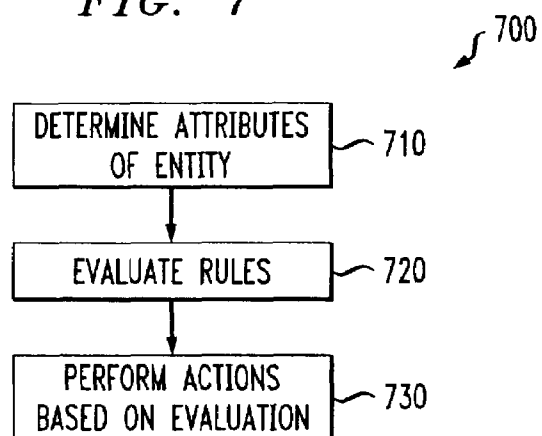 FIG. 7
700
DETERMINE ATTRIBUTES
OF ENTITY
710
EVALUATE RULES
720
PERFORM ACTIONS
BASED ON EVALUATION
730